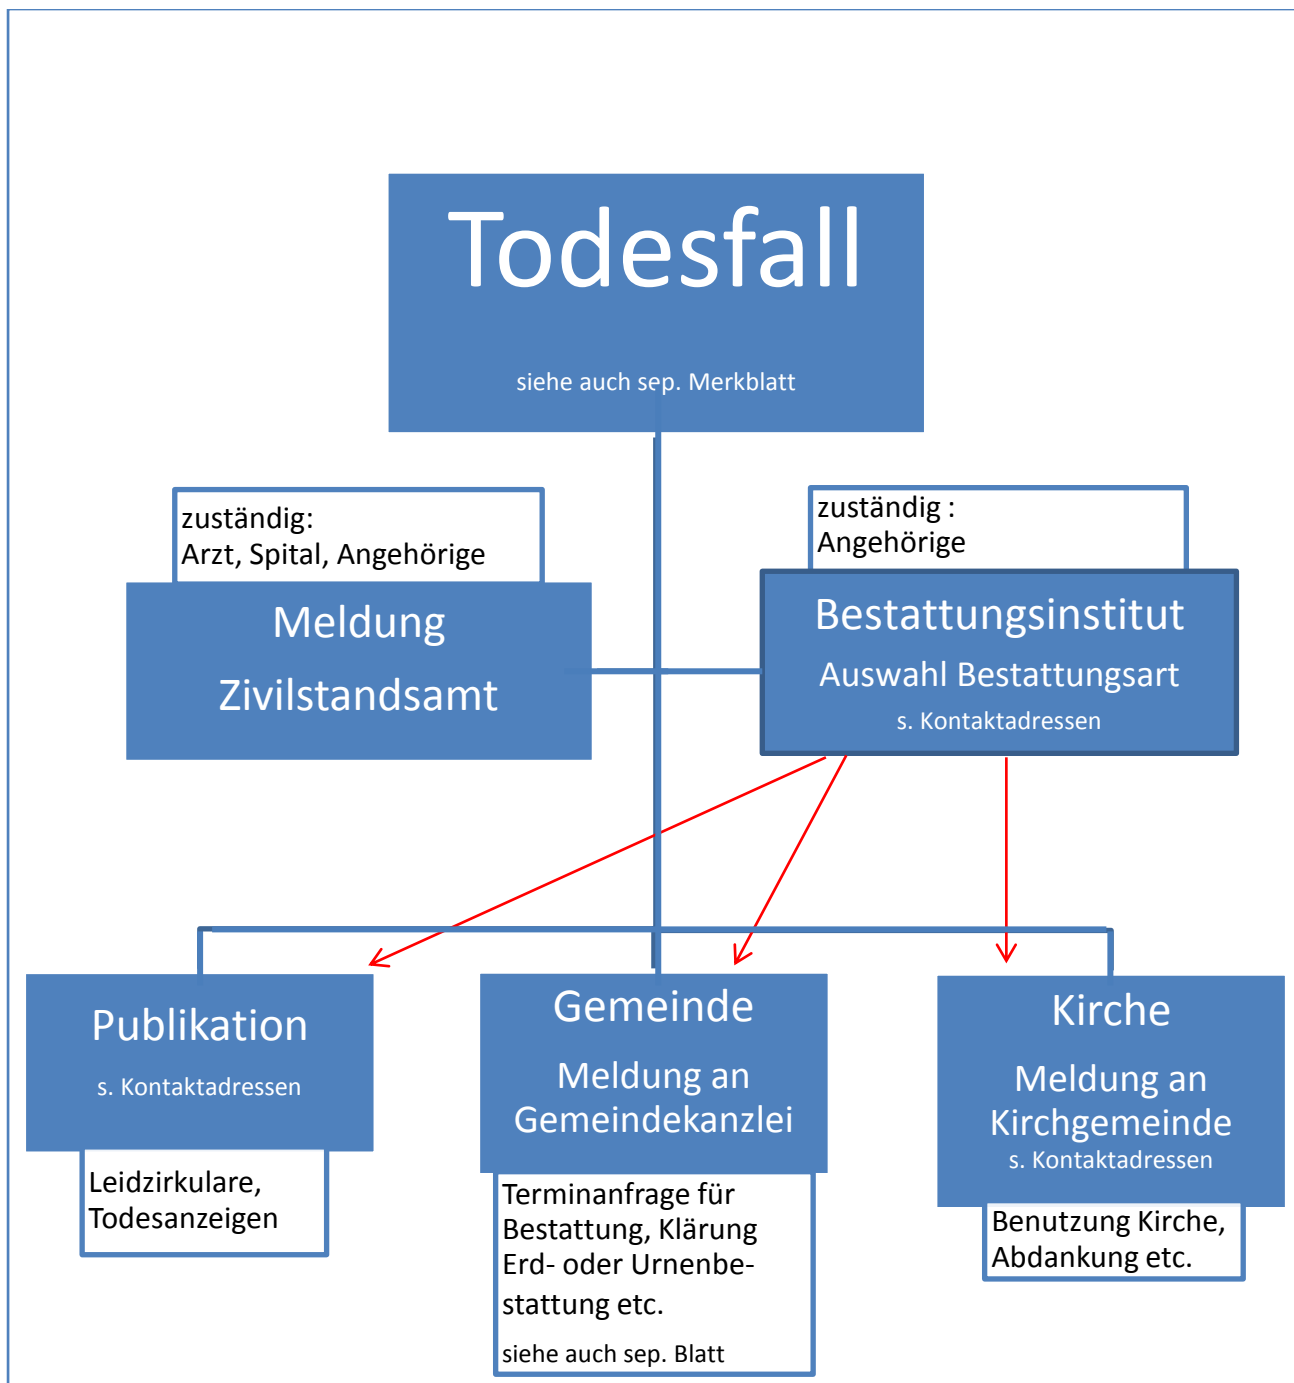 Todesfall
siehe auch sep. Merkblatt
zuständig:
Arzt, Spital, Angehörige
Meldung
Zivilstandsamt
zuständig :
Angehörige
Bestattungsinstitut
Auswahl Bestattungsart
s. Kontaktadressen
Publikation
s. Kontaktadressen
Leidzirkulare,
Todesanzeigen
Gemeinde
Meldung an
Gemeindekanzlei
Terminanfrage für
Bestattung, Klärung
Erd- oder Urnenbe-
stattung etc.
siehe auch sep. Blatt
Kirche
Meldung an
Kirchgemeinde
s. Kontaktadressen
Benutzung Kirche,
Abdankung etc.